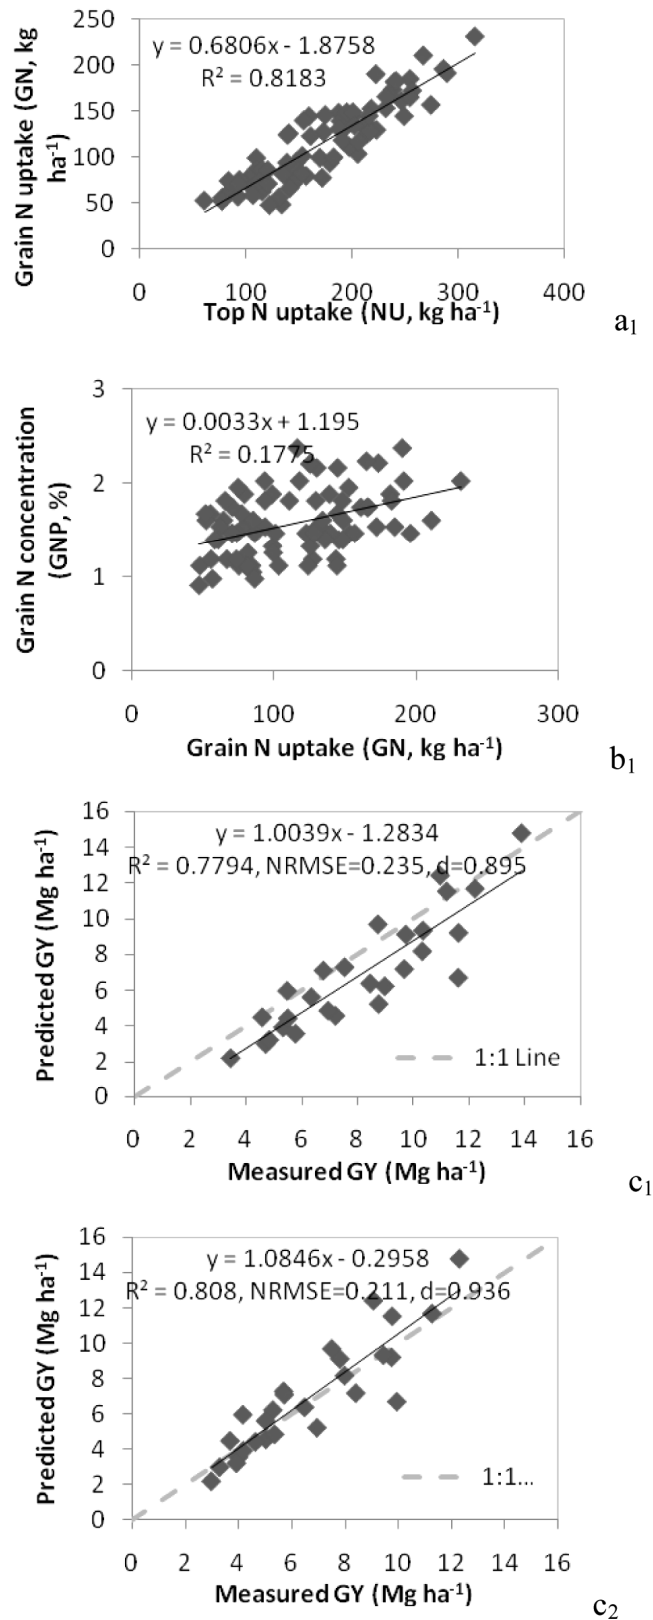 Grain N uptake (GN, kg
ha⁻¹)
250
200
150
100
50
0
y = 0.6806x - 1.8758
R² = 0.8183
0 100 200 300 400
Top N uptake (NU, kg ha⁻¹)
a₁
Grain N concentration
(GNP, %)
3
2
1
0
y = 0.0033x + 1.195
R² = 0.1775
0 100 200 300
Grain N uptake (GN, kg ha⁻¹)
b₁
Predicted GY (Mg ha⁻¹)
16
14
12
10
8
6
4
2
0
y = 1.0039x - 1.2834
R² = 0.7794, NRMSE=0.235, d=0.895
1:1 Line
0 2 4 6 8 10 12 14 16
Measured GY (Mg ha⁻¹)
c₁
Predicted GY (Mg ha⁻¹)
16
14
12
10
8
6
4
2
0
y = 1.0846x - 0.2958
R² = 0.808, NRMSE=0.211, d=0.936
1:1...
0 2 4 6 8 10 12 14 16
Measured GY (Mg ha⁻¹)
c₂